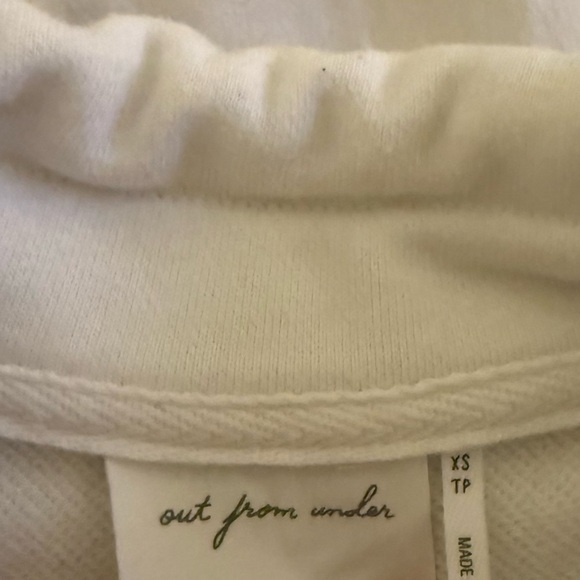 out from under
XS
TP
MADE